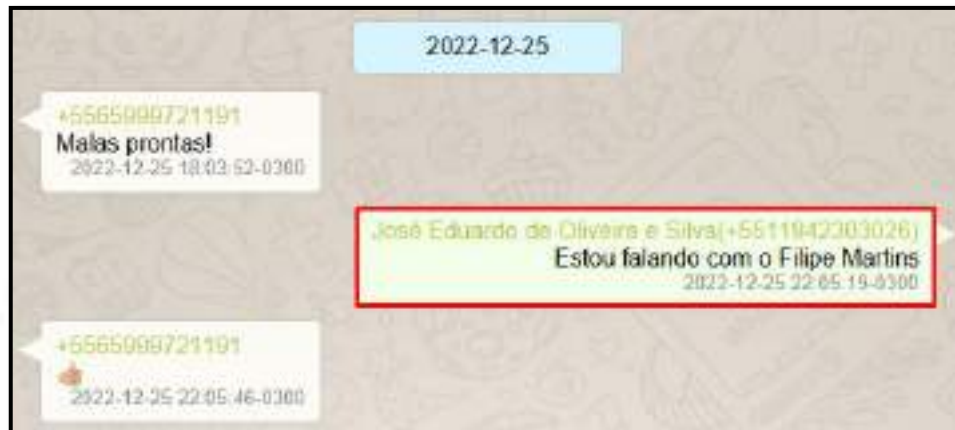 2022-12-25
+5565999721191
Malas prontas!
2022-12-25 18:03:52-0300
José Eduardo de Oliveira e Silva(+5511942303026)
Estou falando com o Filipe Martins
2022-12-25 22:05:19-0300
+5565999721191
2022-12-25 22:05:46-0300